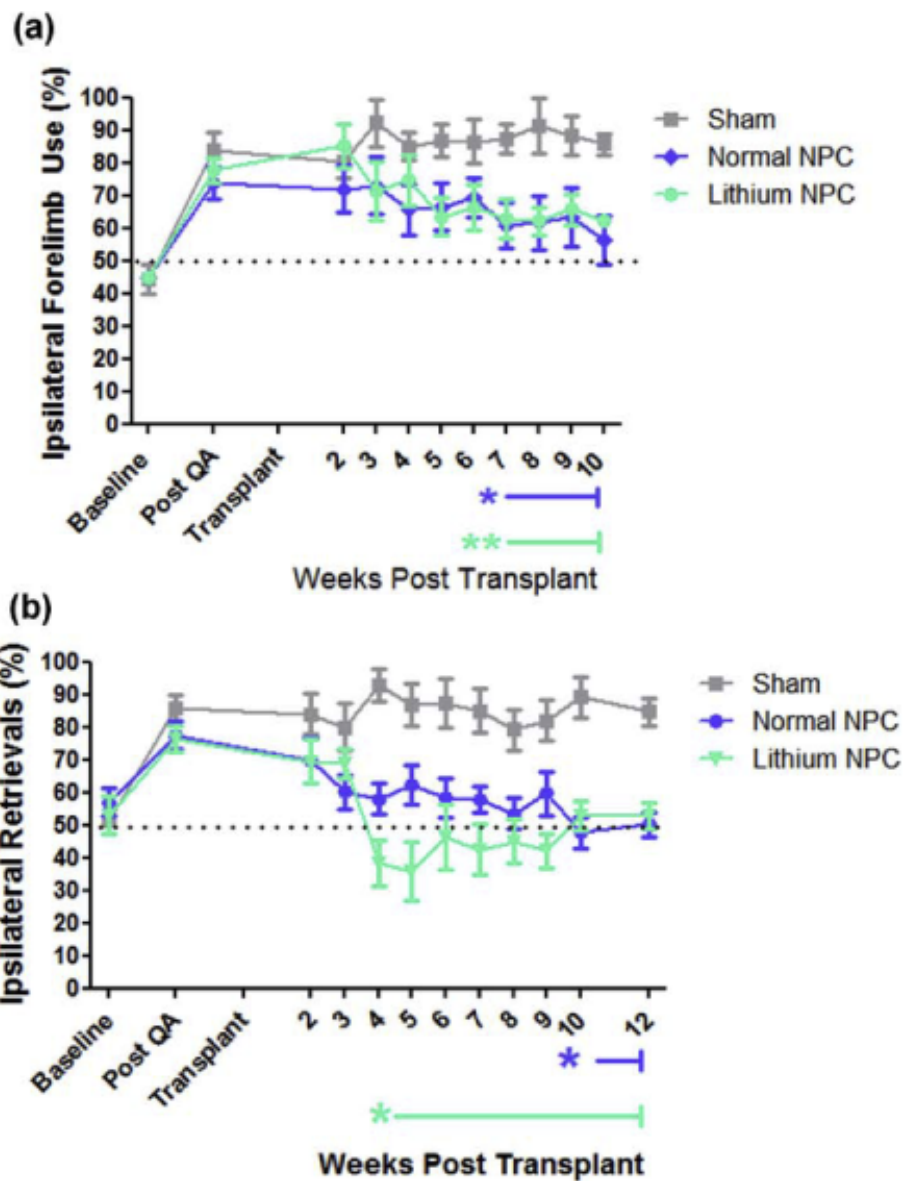 (a)
Ipsilateral Forelimb Use (%)
100
90
80
70
60
50
40
30
20
10
0
Sham
Normal NPC
Lithium NPC
Baseline
Post QA
Transplant
2
3
4
5
6
7
8
9
10
*
**
Weeks Post Transplant
(b)
Ipsilateral Retrievals (%)
100
90
80
70
60
50
40
30
20
10
0
Sham
Normal NPC
Lithium NPC
Baseline
Post QA
Transplant
2
3
4
5
6
7
8
9
10
12
*
*
Weeks Post Transplant